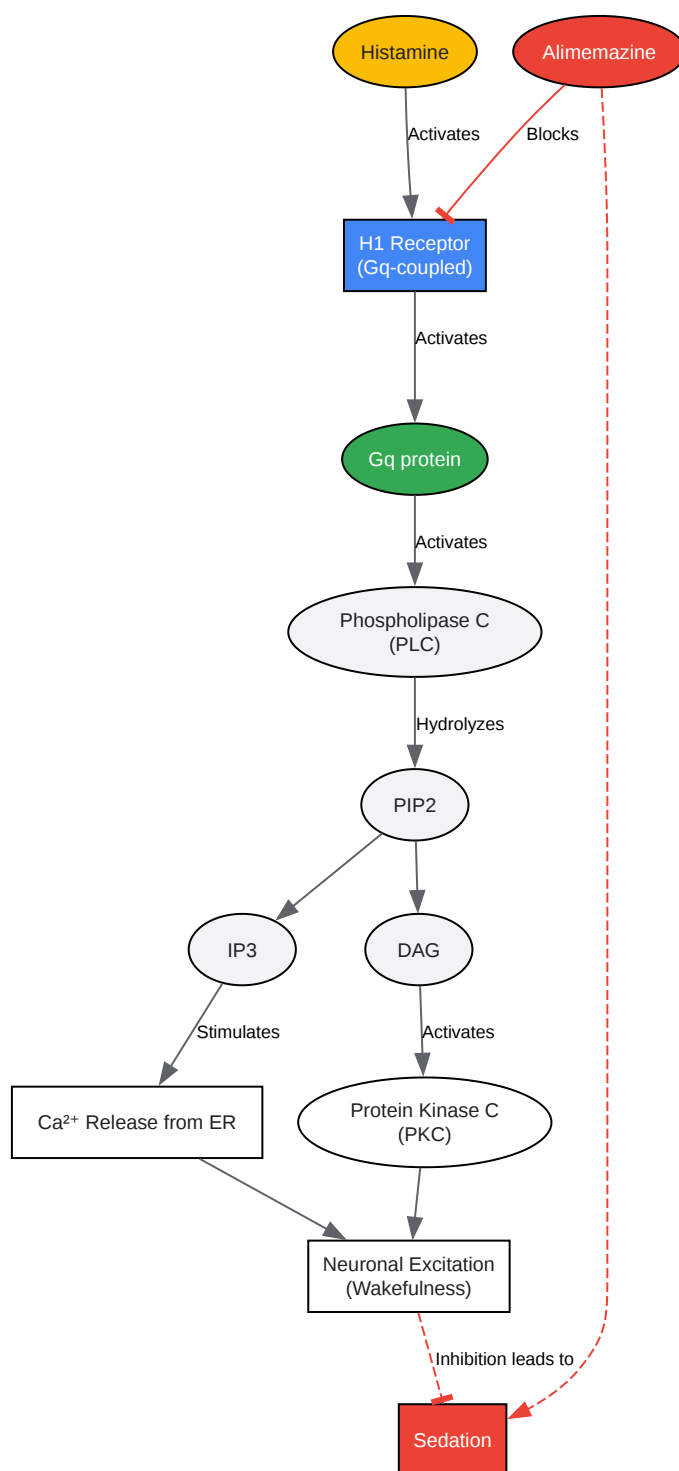 Histamine
Alimemazine
Activates
Blocks
H1 Receptor
(Gq-coupled)
Activates
Gq protein
Activates
Phospholipase C
(PLC)
Hydrolyzes
PIP2
IP3
DAG
Stimulates
Activates
Ca²⁺ Release from ER
Protein Kinase C
(PKC)
Neuronal Excitation
(Wakefulness)
Inhibition leads to
Sedation